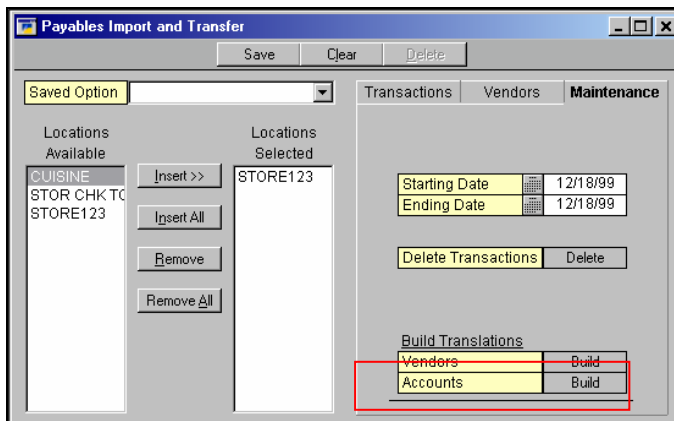 Payables Import and Transfer
Save Clear Delete
Saved Option
Transactions Vendors Maintenance
Locations
Available
Locations
Selected
CUISINE
STOR CHK TO
STORE123
Insert >>
Insert All
Remove
Remove All
STORE123
Starting Date 12/18/99
Ending Date 12/18/99
Delete Transactions Delete
Build Translations
Vendors Build
Accounts Build